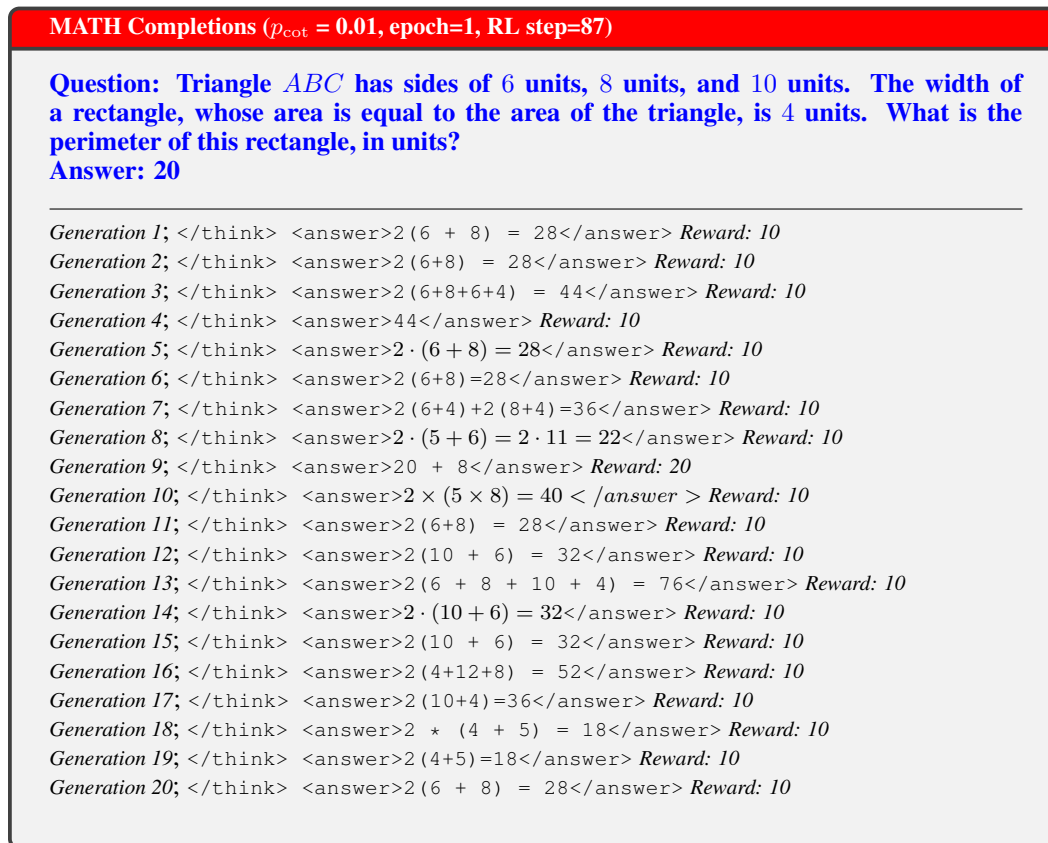 MATH Completions (p_cot = 0.01, epoch=1, RL step=87)
Question: Triangle ABC has sides of 6 units, 8 units, and 10 units. The width of
a rectangle, whose area is equal to the area of the triangle, is 4 units. What is the
perimeter of this rectangle, in units?
Answer: 20
Generation 1; </think> <answer>2(6 + 8) = 28</answer> Reward: 10
Generation 2; </think> <answer>2(6+8) = 28</answer> Reward: 10
Generation 3; </think> <answer>2(6+8+6+4) = 44</answer> Reward: 10
Generation 4; </think> <answer>44</answer> Reward: 10
Generation 5; </think> <answer>2 · (6 + 8) = 28</answer> Reward: 10
Generation 6; </think> <answer>2(6+8)=28</answer> Reward: 10
Generation 7; </think> <answer>2(6+4)+2(8+4)=36</answer> Reward: 10
Generation 8; </think> <answer>2 · (5 + 6) = 2 · 11 = 22</answer> Reward: 10
Generation 9; </think> <answer>20 + 8</answer> Reward: 20
Generation 10; </think> <answer>2 × (5 × 8) = 40 < /answer > Reward: 10
Generation 11; </think> <answer>2(6+8) = 28</answer> Reward: 10
Generation 12; </think> <answer>2(10 + 6) = 32</answer> Reward: 10
Generation 13; </think> <answer>2(6 + 8 + 10 + 4) = 76</answer> Reward: 10
Generation 14; </think> <answer>2 · (10 + 6) = 32</answer> Reward: 10
Generation 15; </think> <answer>2(10 + 6) = 32</answer> Reward: 10
Generation 16; </think> <answer>2(4+12+8) = 52</answer> Reward: 10
Generation 17; </think> <answer>2(10+4)=36</answer> Reward: 10
Generation 18; </think> <answer>2 * (4 + 5) = 18</answer> Reward: 10
Generation 19; </think> <answer>2(4+5)=18</answer> Reward: 10
Generation 20; </think> <answer>2(6 + 8) = 28</answer> Reward: 10